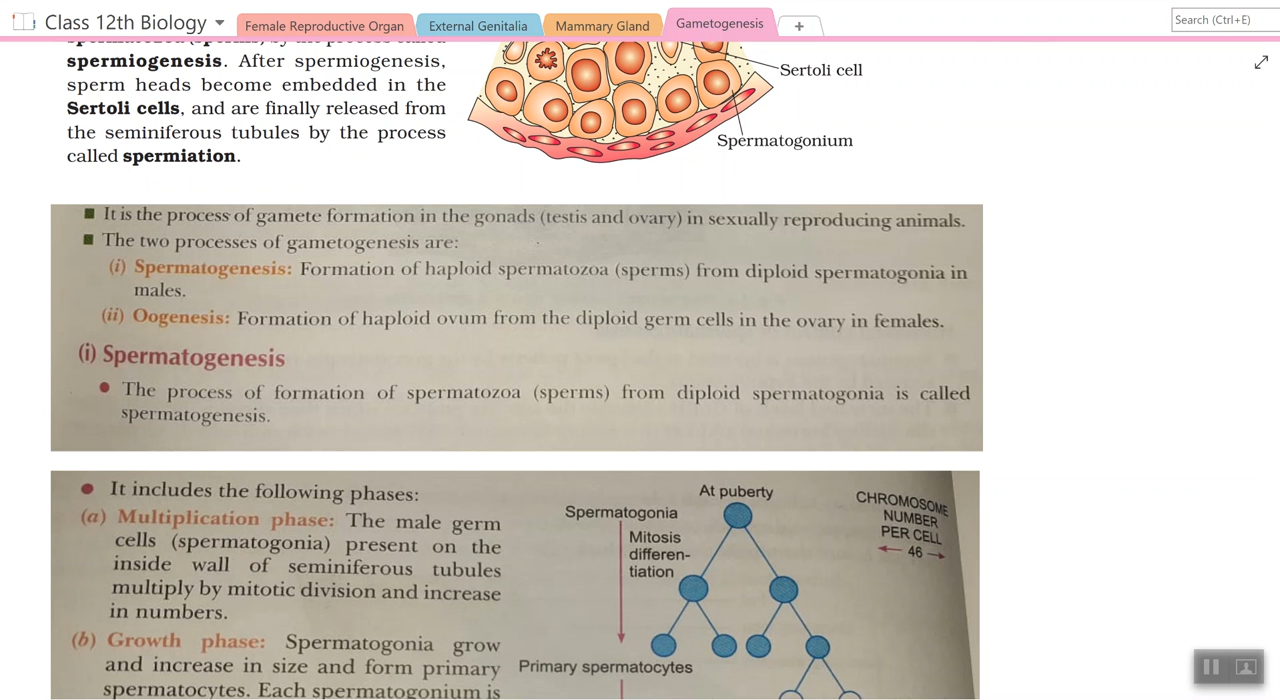 Class 12th Biology
Female Reproductive Organ
External Genitalia
Mammary Gland
Gametogenesis
+
Search (Ctrl+E)
spermiogenesis. After spermiogenesis,
sperm heads become embedded in the
Sertoli cells, and are finally released from
the seminiferous tubules by the process
called spermiation.
Sertoli cell
Spermatogonium
It is the process of gamete formation in the gonads (testis and ovary) in sexually reproducing animals.
The two processes of gametogenesis are:
(i) Spermatogenesis: Formation of haploid spermatozoa (sperms) from diploid spermatogonia in
males.
(ii) Oogenesis: Formation of haploid ovum from the diploid germ cells in the ovary in females.
(i) Spermatogenesis
The process of formation of spermatozoa (sperms) from diploid spermatogonia is called
spermatogenesis.
It includes the following phases:
(a) Multiplication phase: The male germ
cells (spermatogonia) present on the
inside wall of seminiferous tubules
multiply by mitotic division and increase
in numbers.
(b) Growth phase: Spermatogonia grow
and increase in size and form primary
spermatocytes. Each spermatogonium is
At puberty
Spermatogonia
Mitosis
differen-
tiation
Primary spermatocytes
CHROMOSOME
NUMBER
PER CELL
46